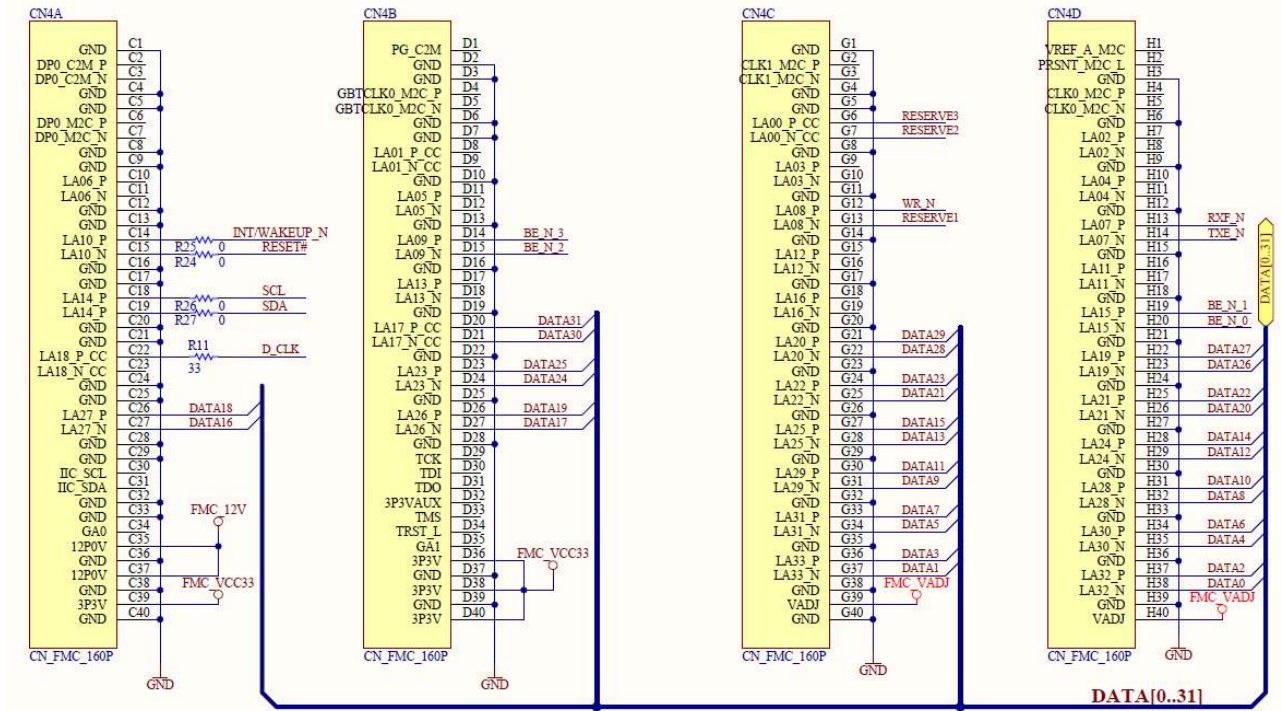 CN4A
GND C1
DP0_C2M_P C2
DP0_C2M_N C3
GND C4
GND C5
DP0_M2C_P C6
DP0_M2C_N C7
GND C8
GND C9
LA06_P C10
LA06_N C11
GND C12
GND C13
LA10_P C14 R25 0 INT/WAKEUP_N
LA10_N C15 R24 0 RESET#
GND C16
GND C17
LA14_P C18 R26 0 SCL
LA14_P C19 R27 0 SDA
GND C20
GND C21
LA18_P_CC C22 R11 33 D_CLK
LA18_N_CC C23
GND C24
GND C25
LA27_P C26 DATA18
LA27_N C27 DATA16
GND C28
GND C29
IIC_SCL C30
IIC_SDA C31
GND C32
GND C33
GA0 C34
12P0V C35 FMC_12V
GND C36
12P0V C37
GND C38
3P3V C39 FMC_VCC33
GND C40
CN_FMC_160P
GND
CN4B
PG_C2M D1
GND D2
GND D3
GBTCLK0_M2C_P D4
GBTCLK0_M2C_N D5
GND D6
GND D7
LA01_P_CC D8
LA01_N_CC D9
GND D10
LA05_P D11
LA05_N D12
GND D13
LA09_P D14 BE_N_3
LA09_N D15 BE_N_2
GND D16
LA13_P D17
LA13_N D18
GND D19
LA17_P_CC D20 DATA31
LA17_N_CC D21 DATA30
GND D22
LA23_P D23 DATA25
LA23_N D24 DATA24
GND D25
LA26_P D26 DATA19
LA26_N D27 DATA17
GND D28
TCK D29
TDI D30
TDO D31
3P3VAUX D32
TMS D33
TRST_L D34
GA1 D35
3P3V D36 FMC_VCC33
GND D37
3P3V D38
GND D39
3P3V D40
CN_FMC_160P
GND
CN4C
GND G1
CLK1_M2C_P G2
CLK1_M2C_N G3
GND G4
GND G5
LA00_P_CC G6 RESERVE3
LA00_N_CC G7 RESERVE2
GND G8
LA03_P G9
LA03_N G10
GND G11
LA08_P G12 WR_N
LA08_N G13 RESERVE1
GND G14
LA12_P G15
LA12_N G16
GND G17
LA16_P G18
LA16_N G19
GND G20
LA20_P G21 DATA29
LA20_N G22 DATA28
GND G23
LA22_P G24 DATA23
LA22_N G25 DATA21
GND G26
LA25_P G27 DATA15
LA25_N G28 DATA13
GND G29
LA29_P G30 DATA11
LA29_N G31 DATA9
GND G32
LA31_P G33 DATA7
LA31_N G34 DATA5
GND G35
LA33_P G36 DATA3
LA33_N G37 DATA1
GND G38
VADJ G39 FMC_VADJ
GND G40
CN_FMC_160P
GND
CN4D
VREF_A_M2C H1
PRSNT_M2C_L H2
GND H3
CLK0_M2C_P H4
CLK0_M2C_N H5
GND H6
LA02_P H7
LA02_N H8
GND H9
LA04_P H10
LA04_N H11
GND H12
LA07_P H13 RXF_N
LA07_N H14 TXE_N
GND H15
LA11_P H16
LA11_N H17
GND H18
LA15_P H19 BE_N_1
LA15_N H20 BE_N_0
GND H21
LA19_P H22 DATA27
LA19_N H23 DATA26
GND H24
LA21_P H25 DATA22
LA21_N H26 DATA20
GND H27
LA24_P H28 DATA14
LA24_N H29 DATA12
GND H30
LA28_P H31 DATA10
LA28_N H32 DATA8
GND H33
LA30_P H34 DATA6
LA30_N H35 DATA4
GND H36
LA32_P H37 DATA2
LA32_N H38 DATA0
GND H39
VADJ H40 FMC_VADJ
CN_FMC_160P
GND
DATA[0..31]
DATA[0..31]